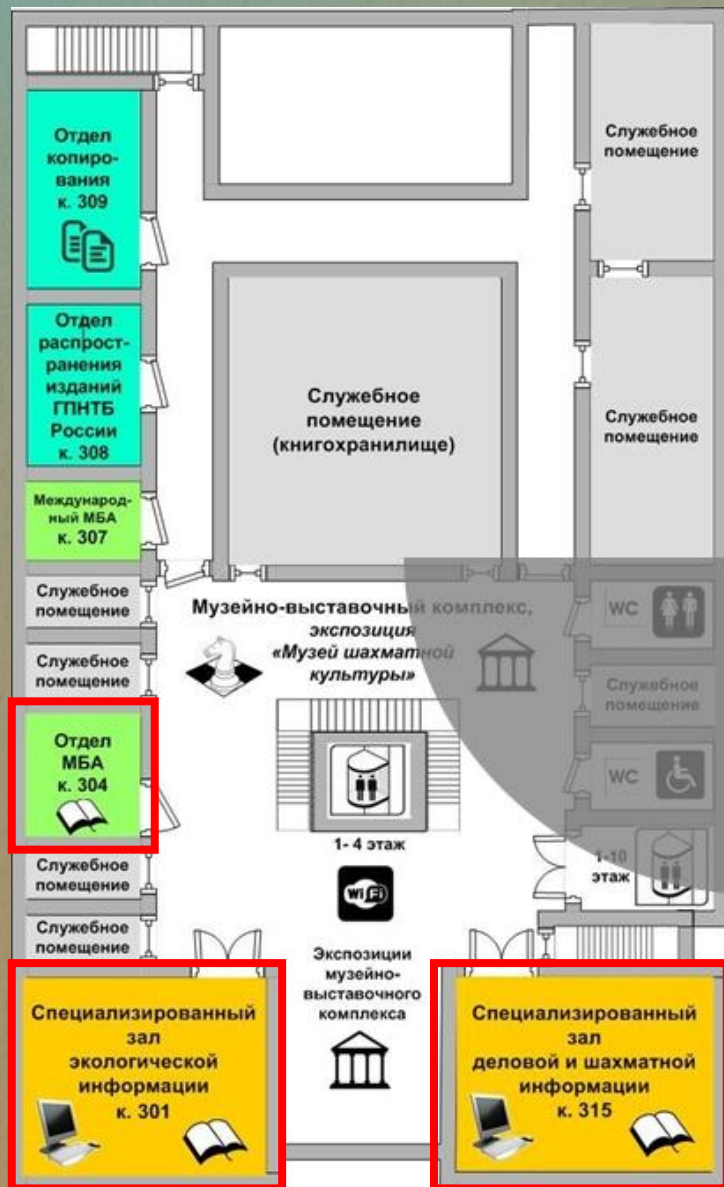 Отдел
копиро-
вания
к. 309
Служебное
помещение
Отдел
распрост-
ранения
изданий
ГПНТБ
России
к. 308
Служебное
помещение
(книгохранилище)
Служебное
помещение
Международ-
ный МБА
к. 307
Служебное
помещение
Музейно-выставочный комплекс,
экспозиция
«Музей шахматной
культуры»
WC
Служебное
помещение
Служебное
помещение
Отдел
МБА
к. 304
WC
1- 4 этаж
1-10
этаж
Служебное
помещение
WiFi
Служебное
помещение
Экспозиции
музейно-
выставочного
комплекса
Специализированный
зал
экологической
информации
к. 301
Специализированный
зал
деловой и шахматной
информации
к. 315